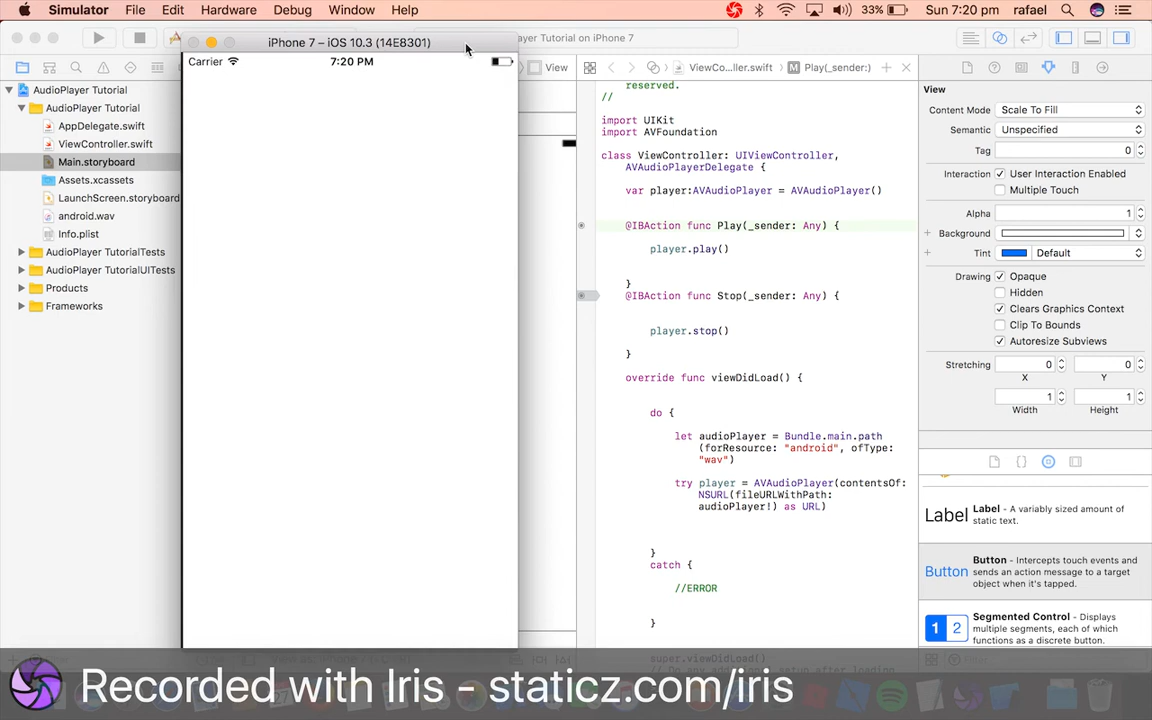 Simulator File Edit Hardware Debug Window Help 33% Sun 7:20 pm rafael
iPhone 7 – iOS 10.3 (14E8301)
ayer Tutorial on iPhone 7
Carrier 7:20 PM
View
ViewCo...ller.swift Play(_sender:)
AudioPlayer Tutorial
AudioPlayer Tutorial
AppDelegate.swift
ViewController.swift
Main.storyboard
Assets.xcassets
LaunchScreen.storyboard
android.wav
Info.plist
AudioPlayer TutorialTests
AudioPlayer TutorialUITests
Products
Frameworks
reserved.
//
import UIKit
import AVFoundation
class ViewController: UIViewController,
AVAudioPlayerDelegate {
var player:AVAudioPlayer = AVAudioPlayer()
@IBAction func Play(_sender: Any) {
player.play()
}
@IBAction func Stop(_sender: Any) {
player.stop()
}
override func viewDidLoad() {
do {
let audioPlayer = Bundle.main.path
(forResource: "android", ofType:
"wav")
try player = AVAudioPlayer(contentsOf:
NSURL(fileURLWithPath:
audioPlayer!) as URL)
}
catch {
//ERROR
}
super.viewDidLoad()
// On any additional setup after loading
View
Content Mode Scale To Fill
Semantic Unspecified
Tag 0
Interaction User Interaction Enabled
Multiple Touch
Alpha 1
Background
Tint Default
Drawing Opaque
Hidden
Clears Graphics Context
Clip To Bounds
Autoresize Subviews
Stretching 0 0
X Y
1 1
Width Height
Label Label - A variably sized amount of
static text.
Button Button - Intercepts touch events and
sends an action message to a target
object when it's tapped.
1 2 Segmented Control - Displays
multiple segments, each of which
functions as a discrete button.
Filter
Recorded with Iris - staticz.com/iris